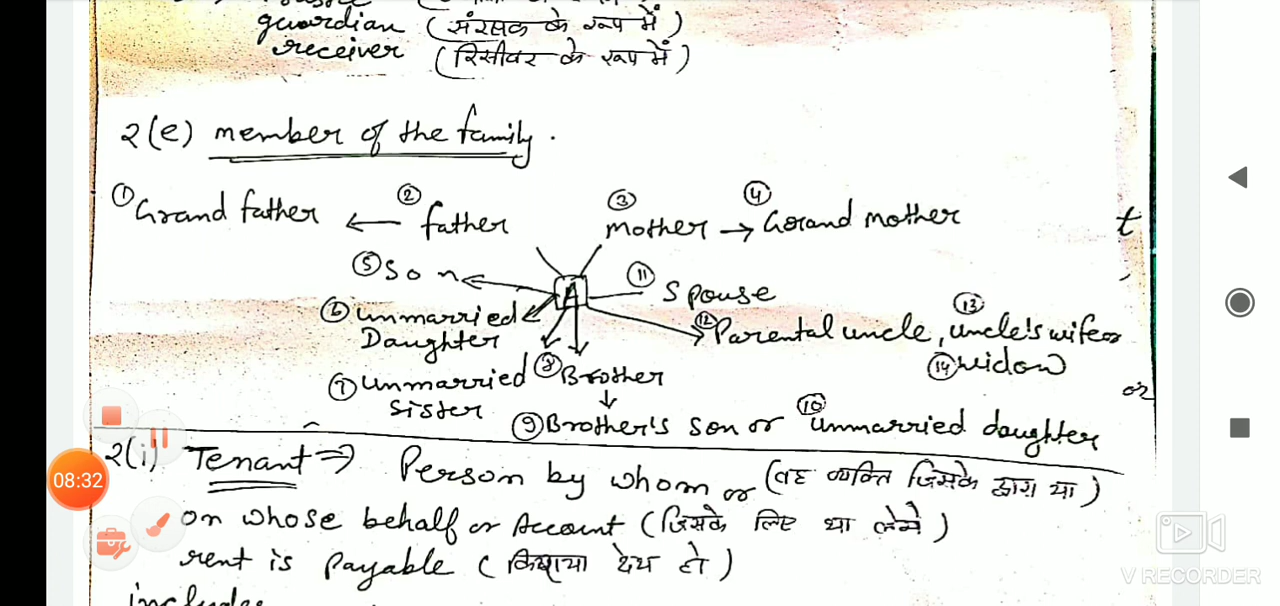 guardian (संरक्षक के रूप में)
receiver (रिसीवर के रूप में)
2(e) member of the family.
① Grand father ← ② father ③ mother → ④ Grand mother
t
⑤ Son
A
⑪ Spouse
⑥ unmarried Daughter
⑫ Parental uncle, ⑬ uncle's wife or
⑭ widow
⑦ unmarried sister
⑧ Brother
or
⑨ Brother's son or ⑩ unmarried daughter
2(i) Tenant ⇒ Person by whom or (वह व्यक्ति जिसके द्वारा या)
on whose behalf or Account (जिसके लिए था लेखे)
rent is payable (किराया देय हो)
includes
08:32
V RECORDER